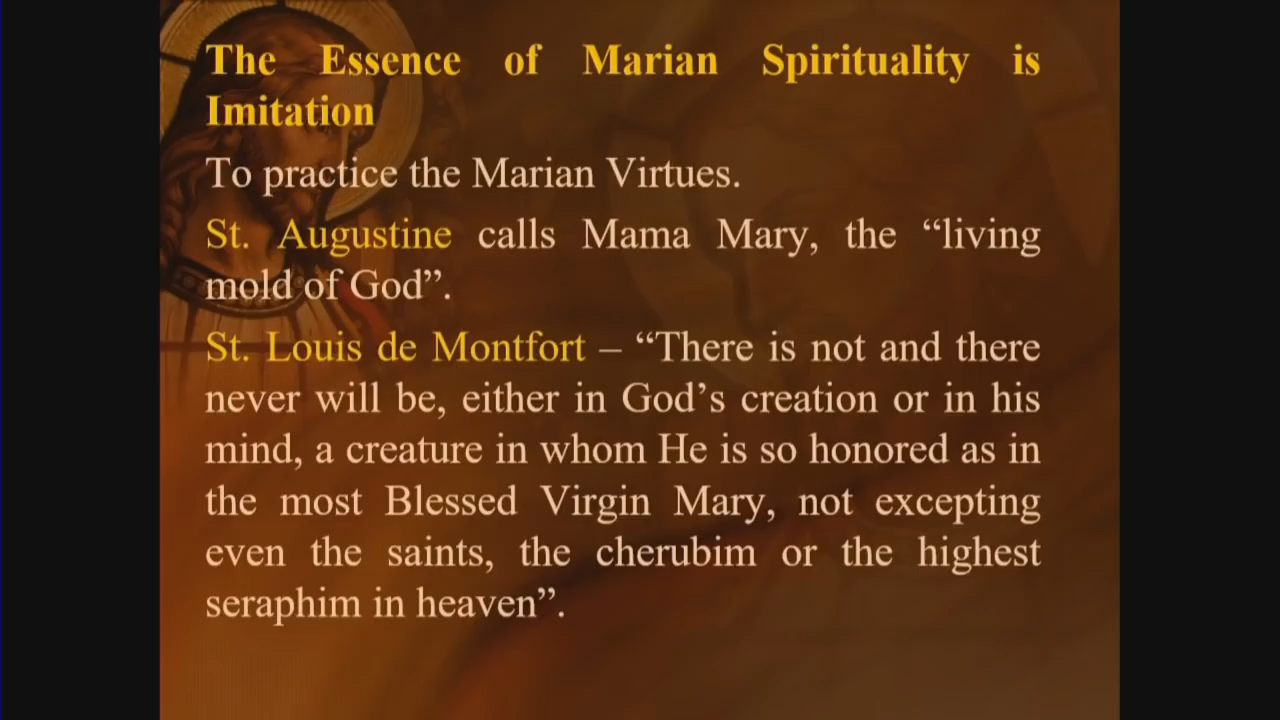 The Essence of Marian Spirituality is
Imitation
To practice the Marian Virtues.
St. Augustine calls Mama Mary, the “living
mold of God”.
St. Louis de Montfort – “There is not and there
never will be, either in God’s creation or in his
mind, a creature in whom He is so honored as in
the most Blessed Virgin Mary, not excepting
even the saints, the cherubim or the highest
seraphim in heaven”.